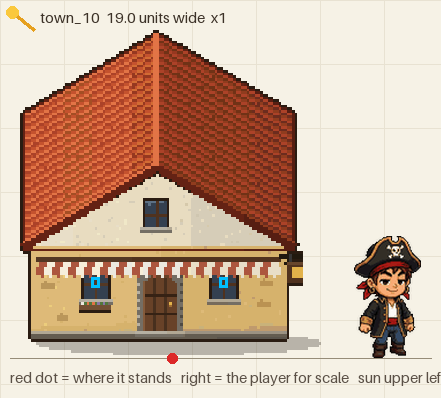 town_10 19.0 units wide x1
red dot = where it stands right = the player for scale sun upper lef